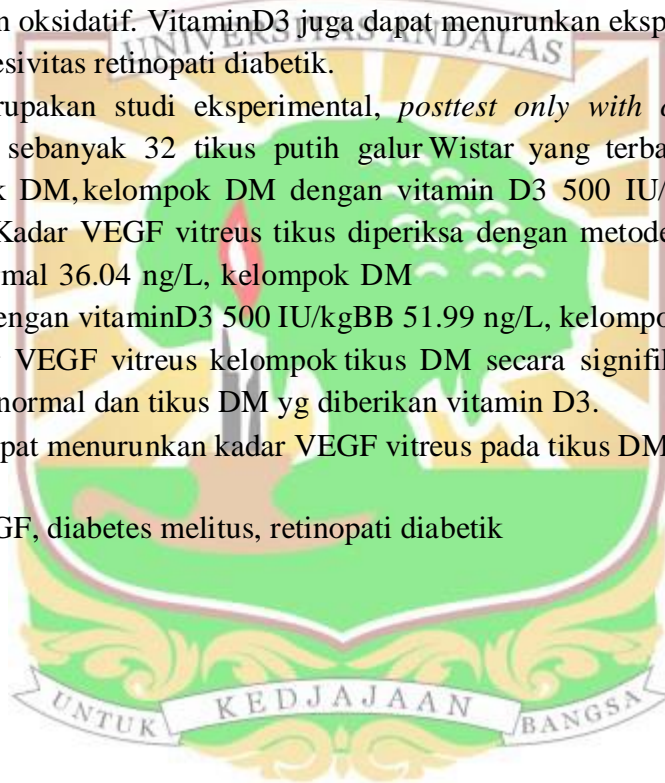 n oksidatif. VitaminD3 juga dapat menurunkan eksp
UNIVERSITAS ANDALAS
esivitas retinopati diabetik.
rupakan studi eksperimental, posttest only with
sebanyak 32 tikus putih galur Wistar yang terba
k DM, kelompok DM dengan vitamin D3 500 IU/
Kadar VEGF vitreus tikus diperiksa dengan metode
rmal 36.04 ng/L, kelompok DM
engan vitaminD3 500 IU/kgBB 51.99 ng/L, kelompo
VEGF vitreus kelompok tikus DM secara signifi
normal dan tikus DM yg diberikan vitamin D3.
pat menurunkan kadar VEGF vitreus pada tikus DM
GF, diabetes melitus, retinopati diabetik
UNTUK KEDJAJAAN BANGSA